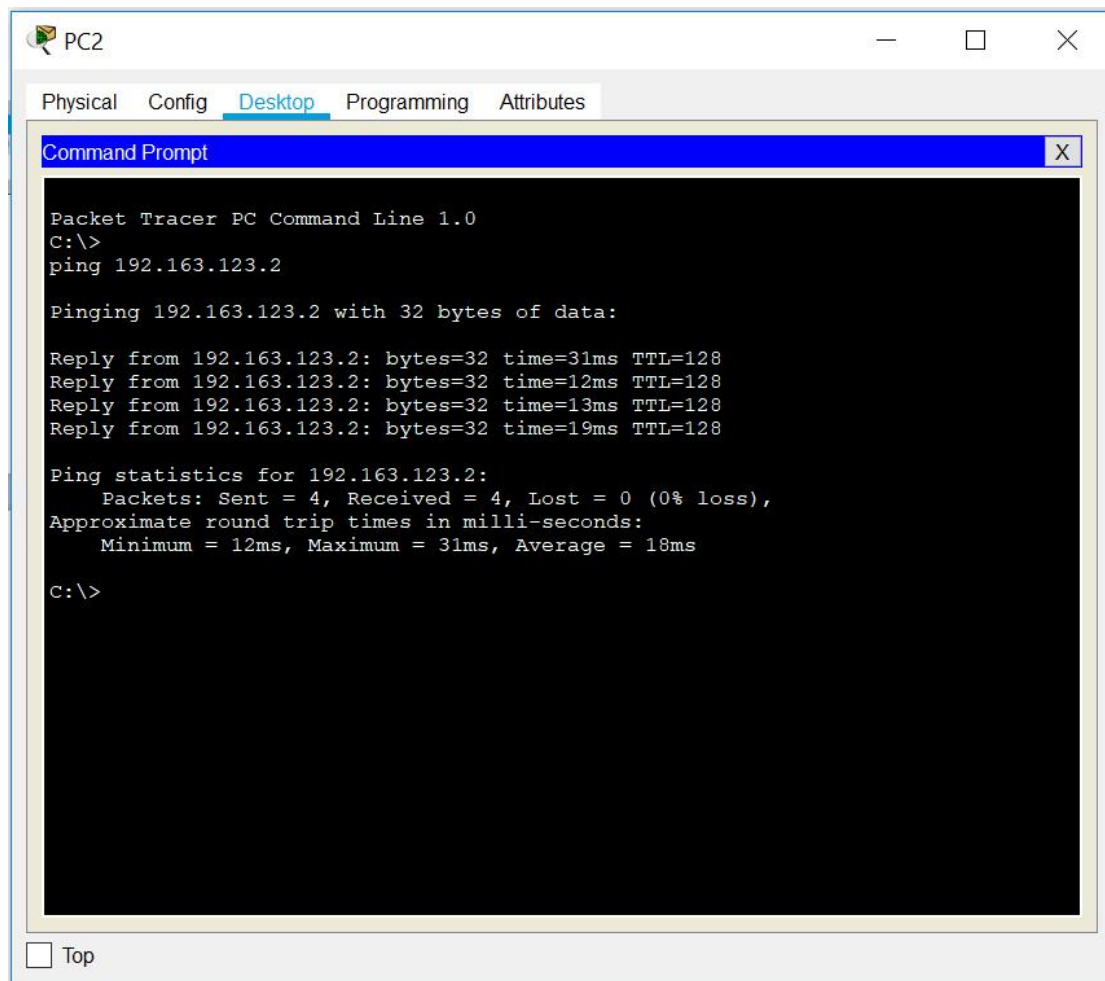 PC2
Physical Config Desktop Programming Attributes
Command Prompt X
Packet Tracer PC Command Line 1.0
C:\>
ping 192.163.123.2
Pinging 192.163.123.2 with 32 bytes of data:
Reply from 192.163.123.2: bytes=32 time=31ms TTL=128
Reply from 192.163.123.2: bytes=32 time=12ms TTL=128
Reply from 192.163.123.2: bytes=32 time=13ms TTL=128
Reply from 192.163.123.2: bytes=32 time=19ms TTL=128
Ping statistics for 192.163.123.2:
Packets: Sent = 4, Received = 4, Lost = 0 (0% loss),
Approximate round trip times in milli-seconds:
Minimum = 12ms, Maximum = 31ms, Average = 18ms
C:\>
Top